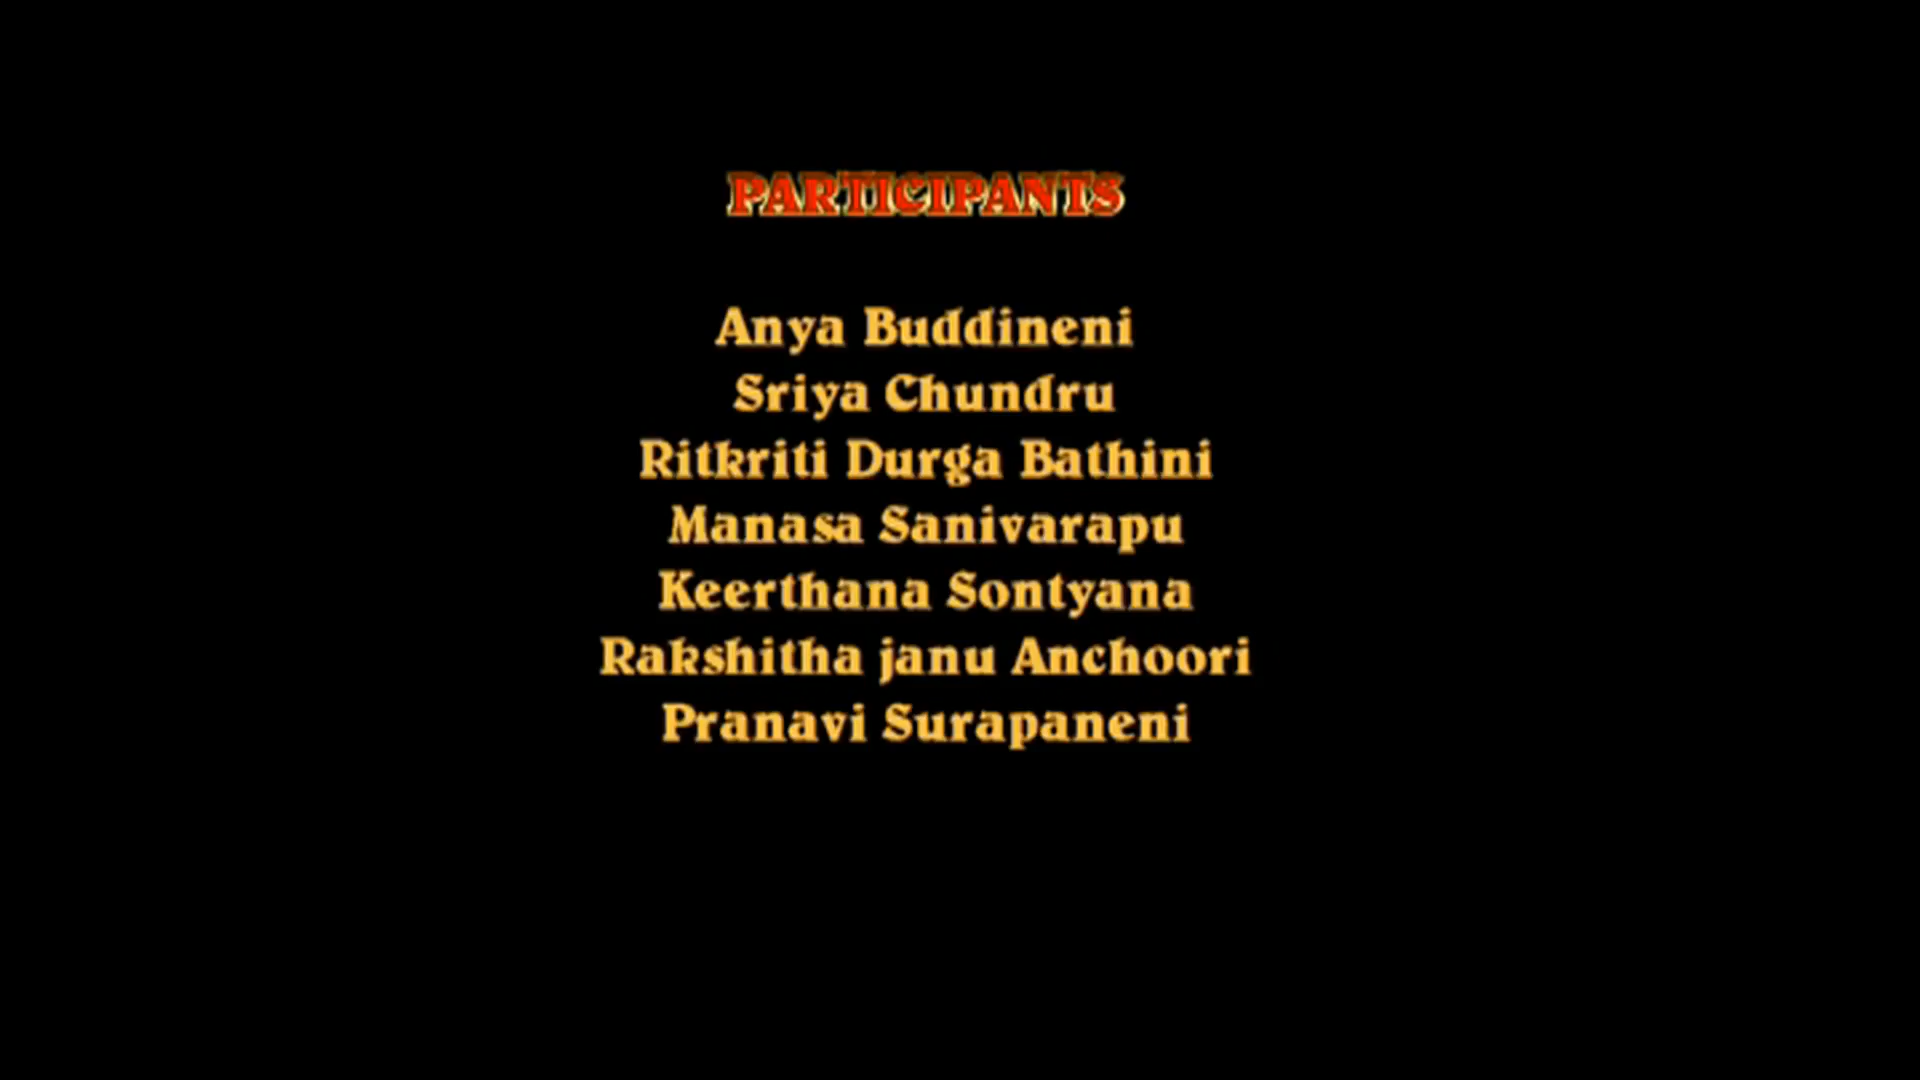 PARTICIPANTS
Anya Buddineni
Sriya Chundru
Ritkriti Durga Bathini
Manasa Sanivarapu
Keerthana Sontyana
Rakshitha janu Anchoori
Pranavi Surapaneni